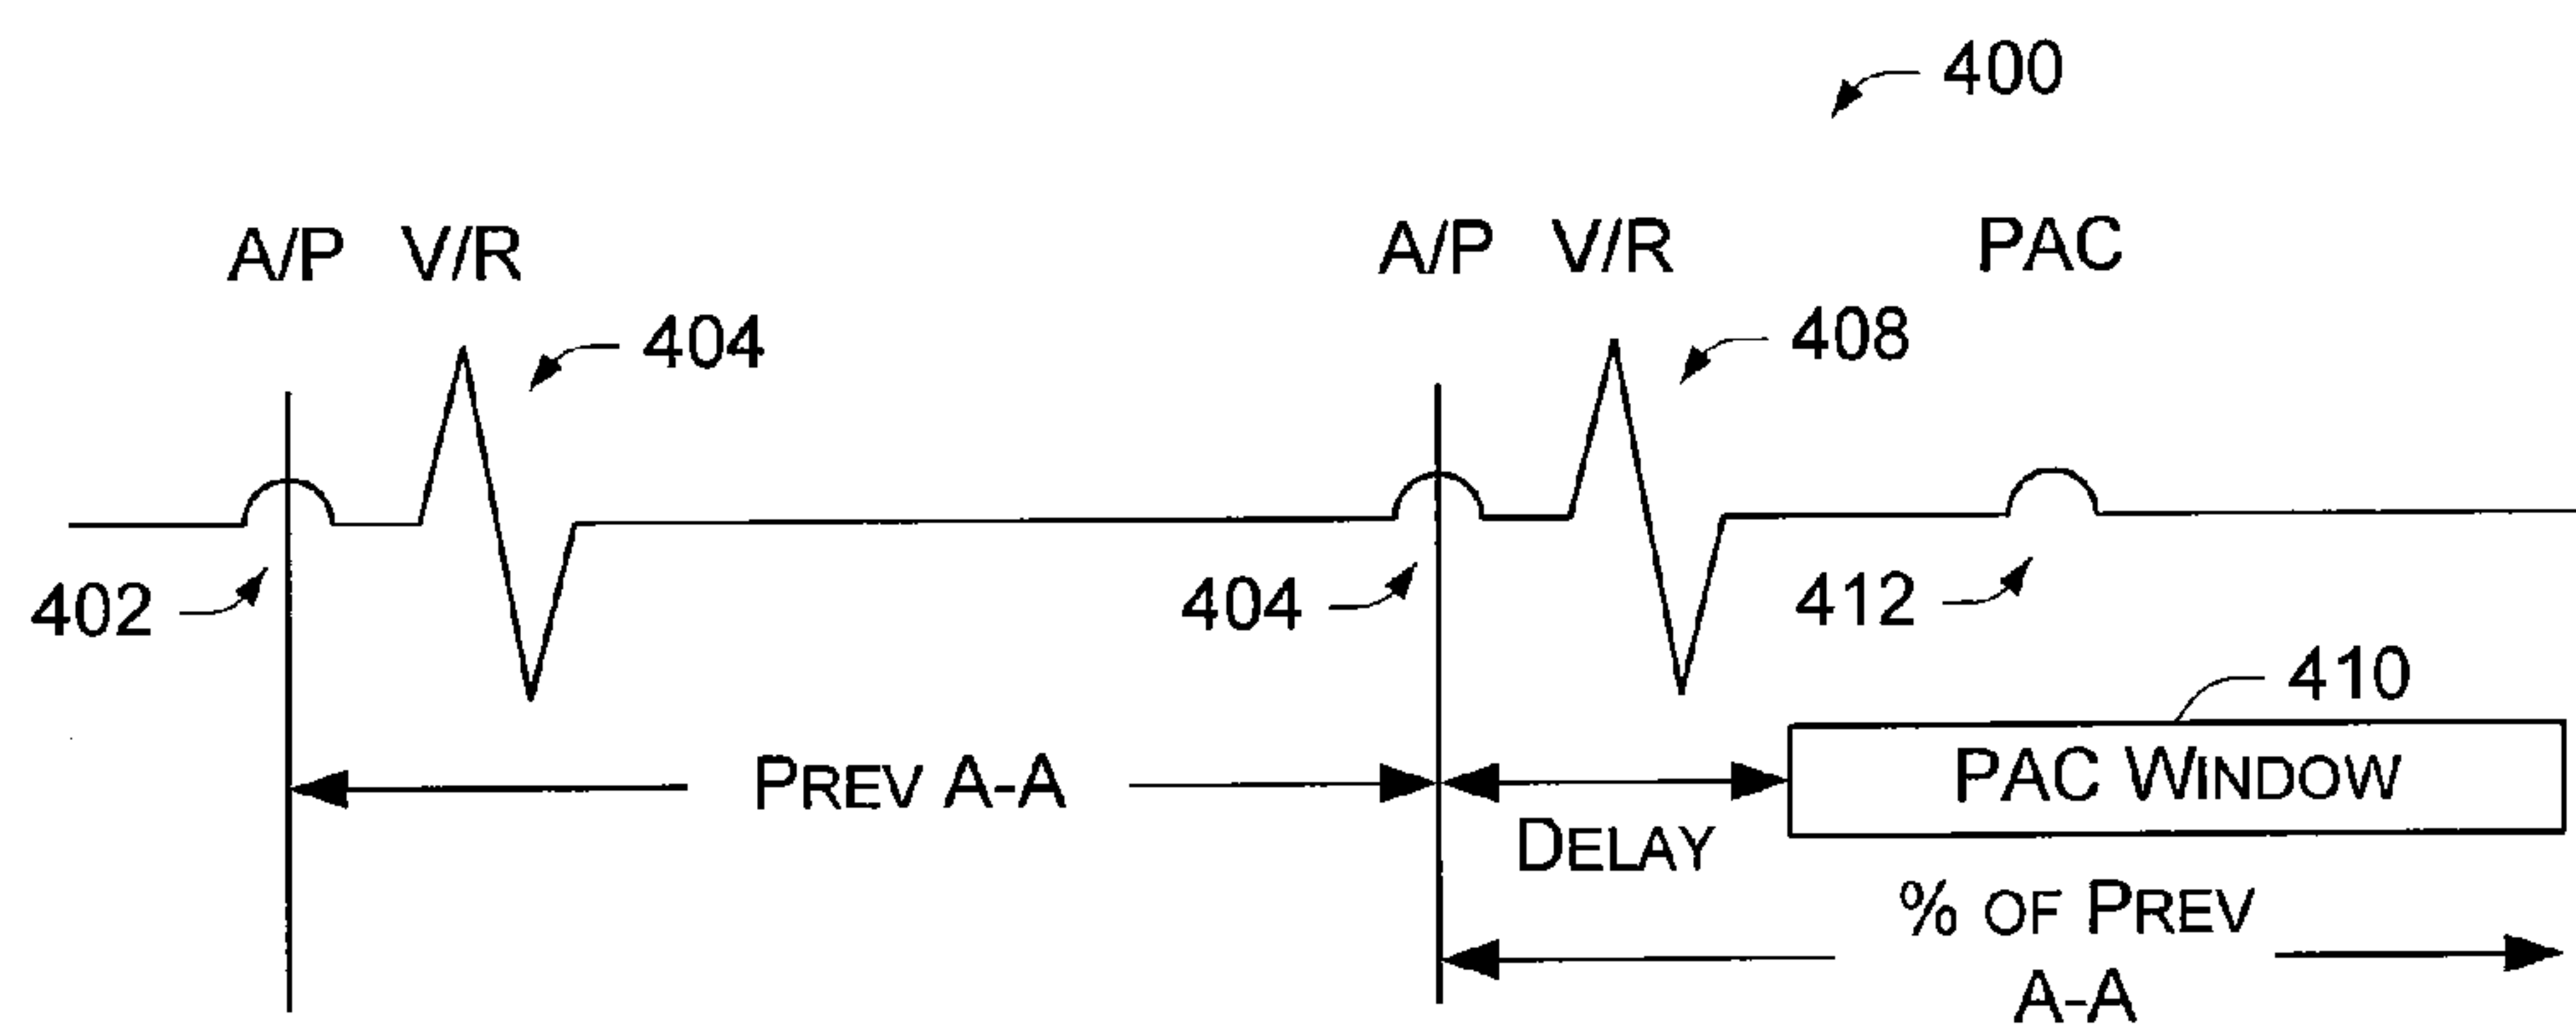 400
A/P V/R
A/P V/R PAC
404
408
402
404
412
410
PREV A-A
PAC WINDOW
DELAY
% OF PREV
A-A